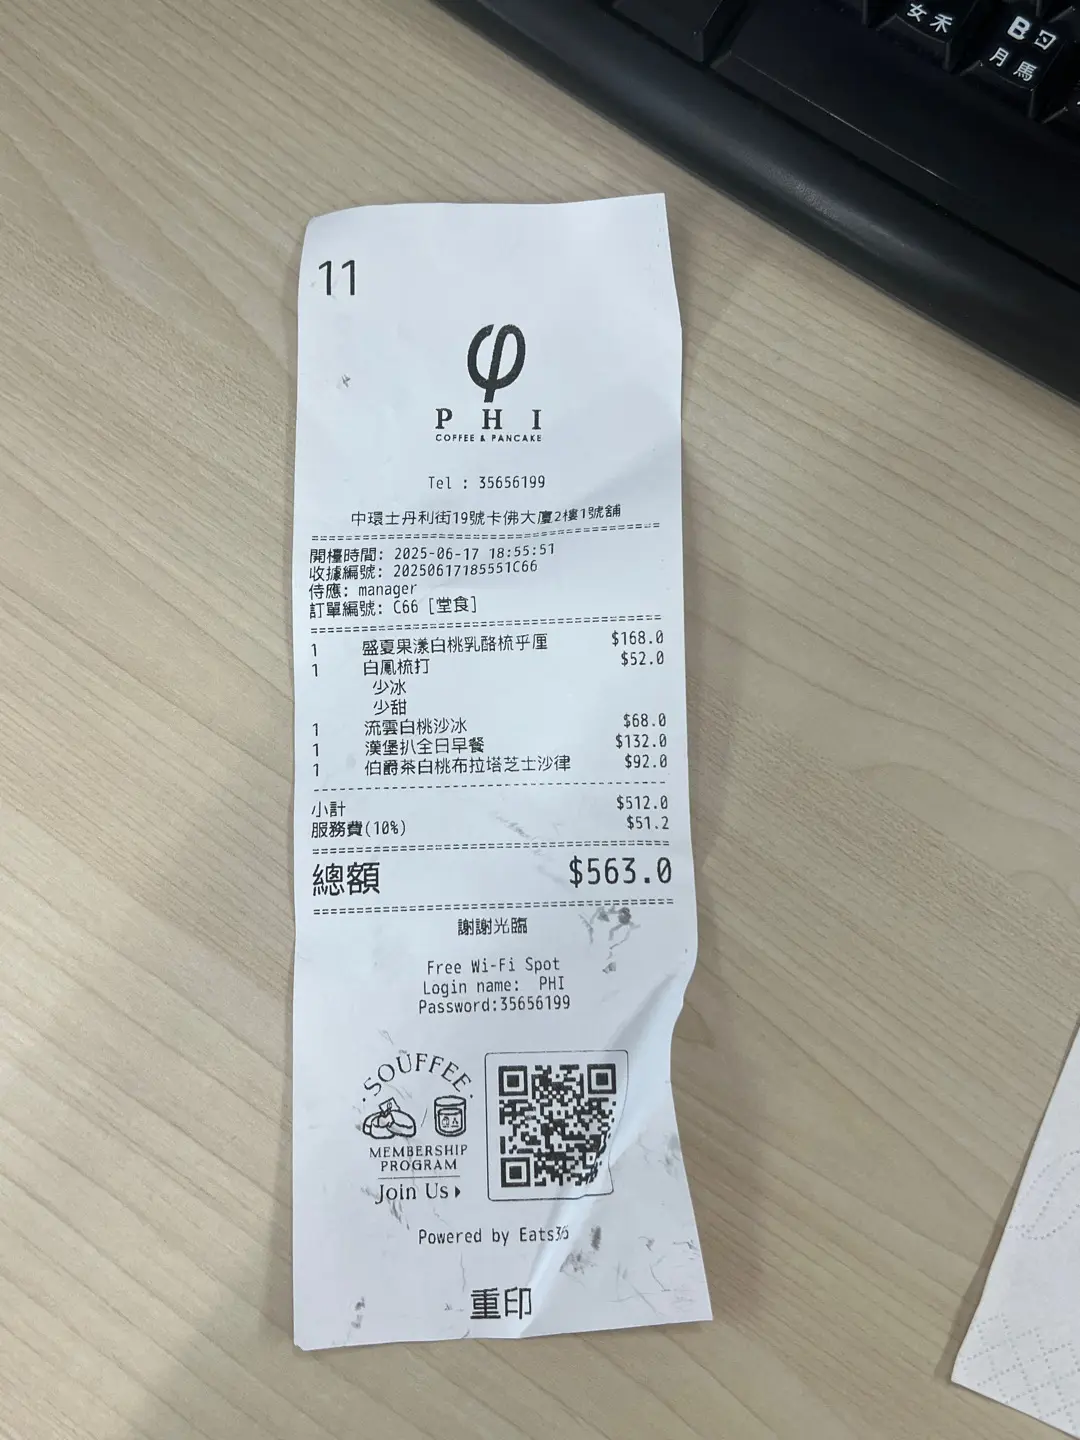 女 禾
B 月 馬
11
PHI
COFFEE & PANCAKE
Tel : 35656199
中環士丹利街19號卡佛大廈2樓1號舖
開檯時間: 2025-06-17 18:55:51
收據編號: 20250617185551C66
侍應: manager
訂單編號: C66 [堂食]
1 盛夏果漾白桃乳酪梳乎厘 $168.0
1 白鳳梳打 $52.0
少冰
少甜
1 流雲白桃沙冰 $68.0
1 漢堡扒全日早餐 $132.0
1 伯爵茶白桃布拉塔芝士沙律 $92.0
小計 $512.0
服務費(10%) $51.2
總額 $563.0
謝謝光臨
Free Wi-Fi Spot
Login name: PHI
Password:35656199
SOUFFEE
MEMBERSHIP
PROGRAM
Join Us
Powered by Eats36
重印